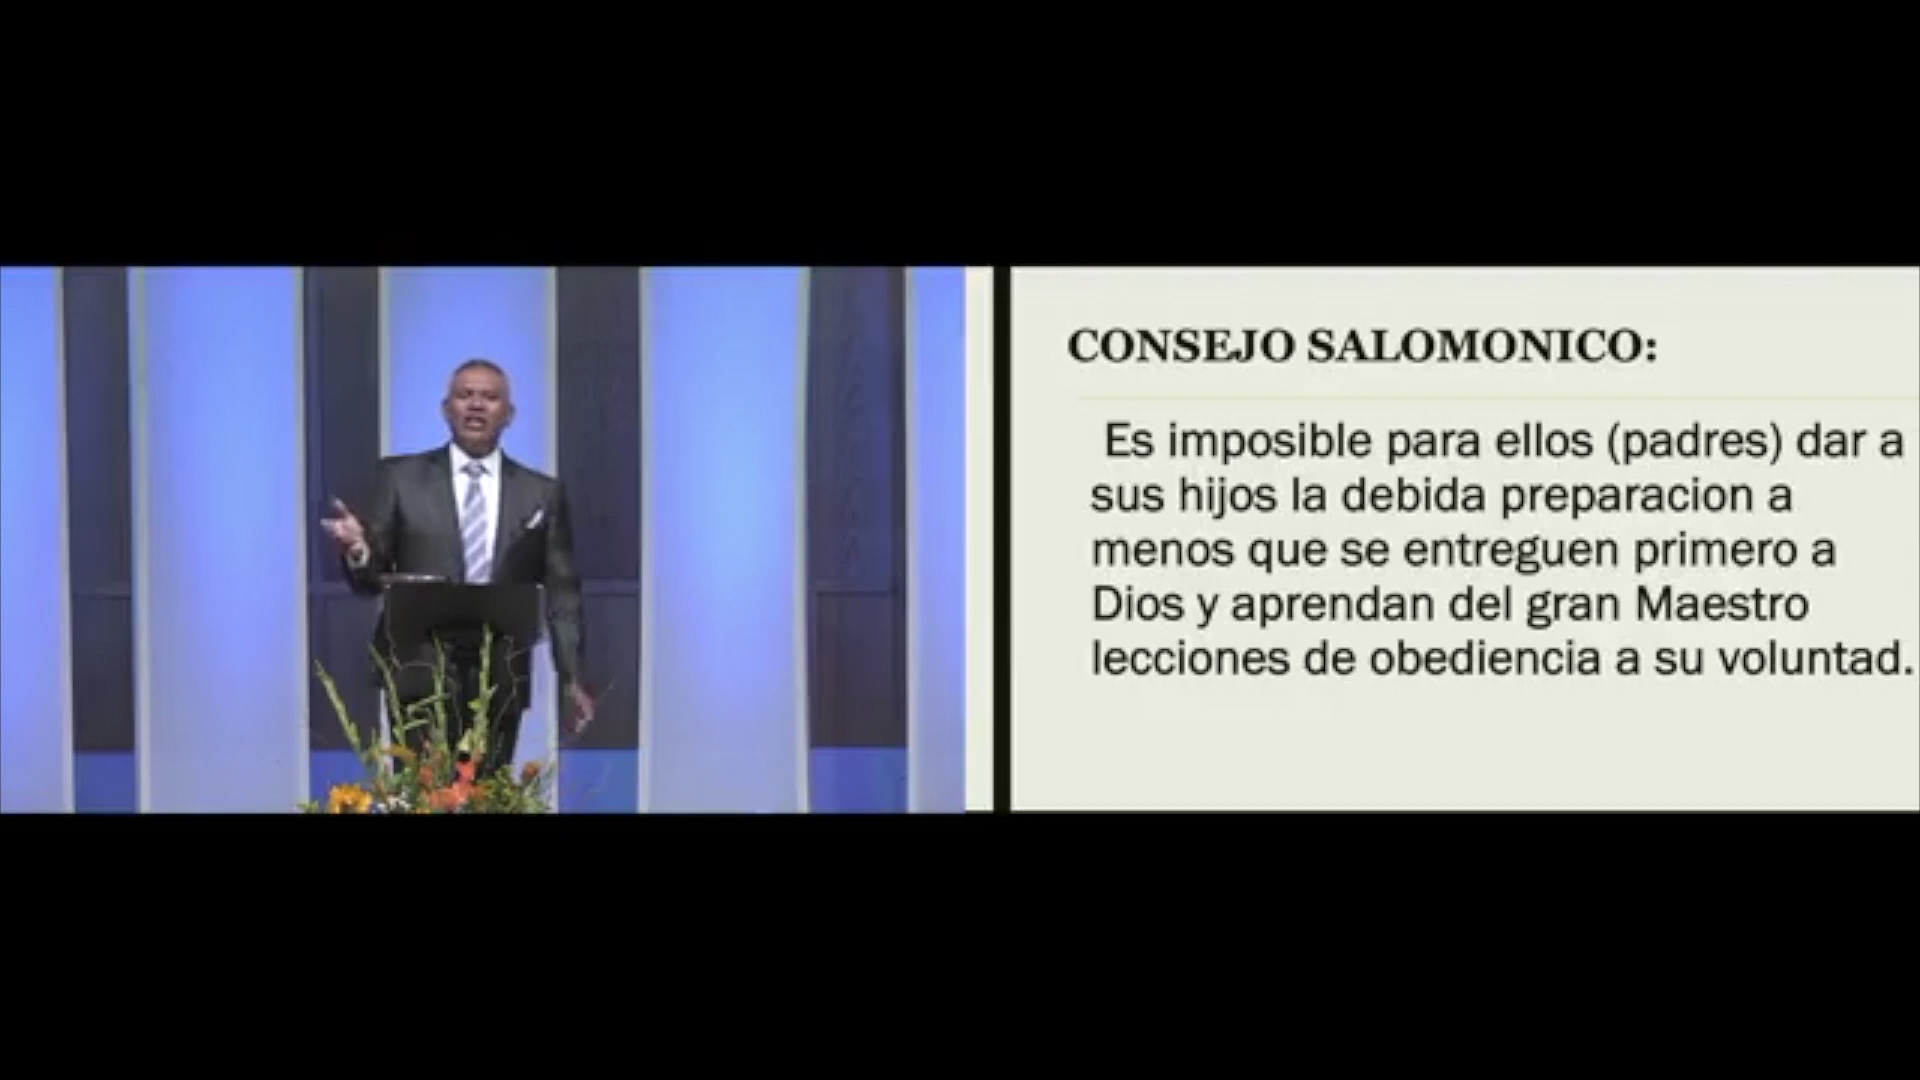 CONSEJO SALOMONICO:
Es imposible para ellos (padres) dar a
sus hijos la debida preparacion a
menos que se entreguen primero a
Dios y aprendan del gran Maestro
lecciones de obediencia a su voluntad.